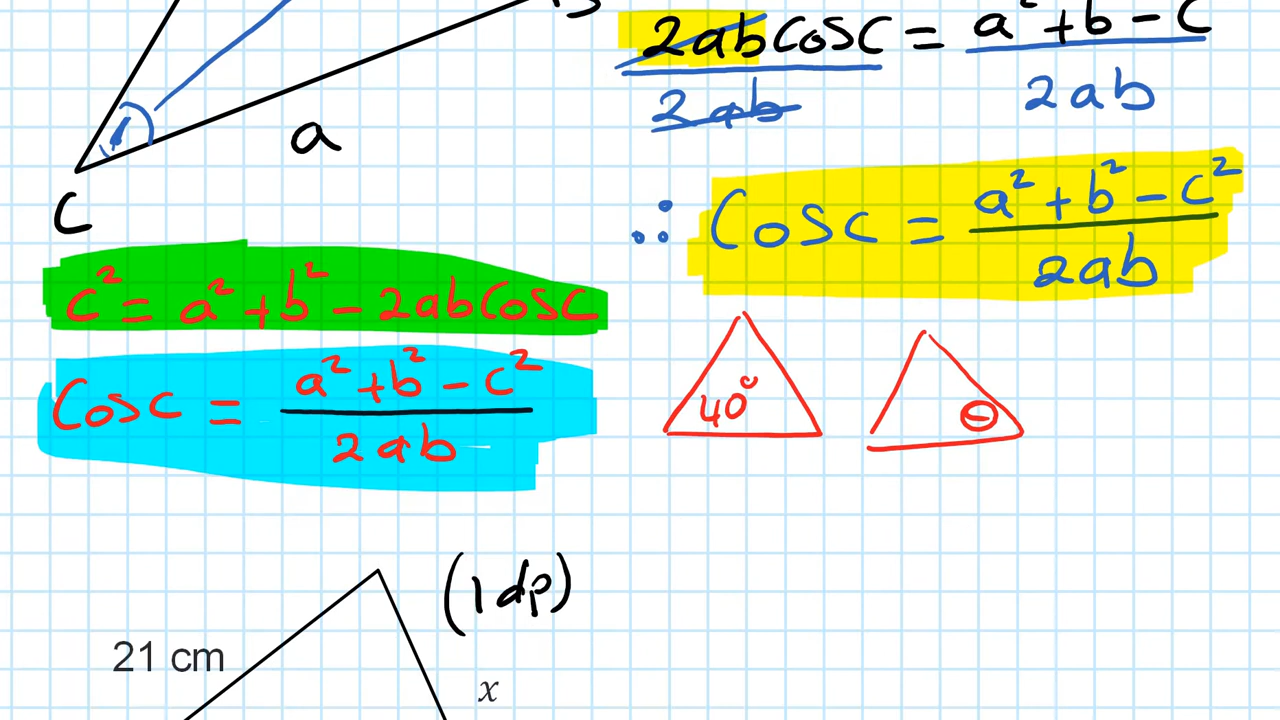 B
2abCosC = a² + b² - c²
2ab 2ab
a
C
∴ Cosc = a² + b² - c²
2ab
c² = a² + b² - 2abCosC
Cosc = a² + b² - c²
2ab
40°
θ
(1dp)
21 cm
x